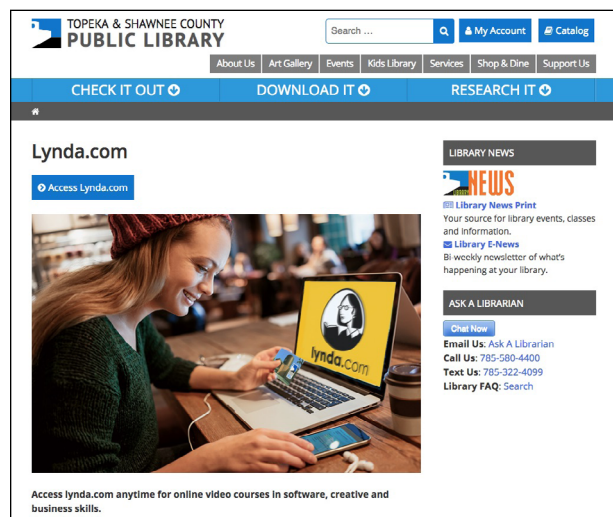 TOPEKA & SHAWNEE COUNTY
PUBLIC LIBRARY
Search ...
My Account
Catalog
About Us
Art Gallery
Events
Kids Library
Services
Shop & Dine
Support Us
CHECK IT OUT
DOWNLOAD IT
RESEARCH IT
Lynda.com
Access Lynda.com
lynda.com
LIBRARY NEWS
NEWS
Library News Print
Your source for library events, classes
and information.
Library E-News
Bi-weekly newsletter of what's
happening at your library.
ASK A LIBRARIAN
Chat Now
Email Us: Ask A Librarian
Call Us: 785-580-4400
Text Us: 785-322-4099
Library FAQ: Search
Access lynda.com anytime for online video courses in software, creative and
business skills.